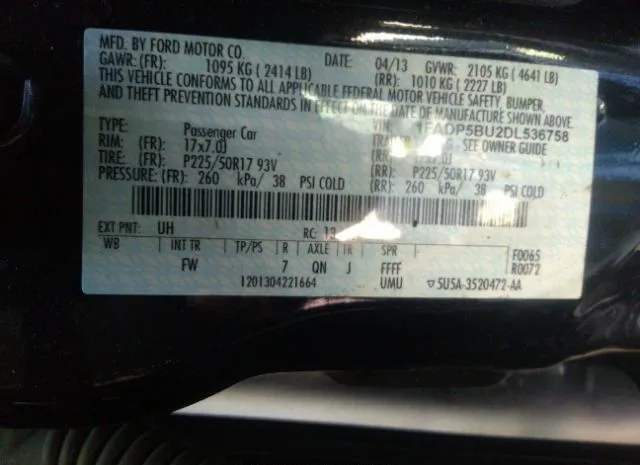 MFD. BY FORD MOTOR CO.
DATE: 04/13 GVWR: 2105 KG (4641 LB)
GAWR: (FR): 1095 KG (2414 LB) (RR): 1010 KG (2227 LB)
THIS VEHICLE CONFORMS TO ALL APPLICABLE FEDERAL MOTOR VEHICLE SAFETY, BUMPER,
AND THEFT PREVENTION STANDARDS IN EFFECT ON THE DATE OF MANUFACTURE SHOWN ABOVE.
VIN: 1FADP5BU2DL536758
TYPE: Passenger Car SEE OWNER GUIDE
RIM: (FR): 17x7.0J
TIRE: (FR): P225/50R17 93V (RR): P225/50R17 93V
PRESSURE: (FR): 260 kPa/ 38 PSI COLD (RR): 260 kPa/ 38 PSI COLD
EXT PNT: UH RC: 13
WB INT TR TP/PS R AXLE TR SPR F0065
FW 7 QN J FFFF R0072
1201304221664 UMU 5U5A-3520472-AA